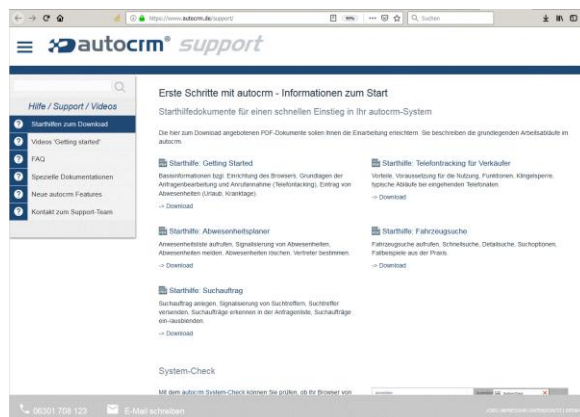 https://www.autocrm.de/support/
90%
Suchen
autocrm® support
Hilfe / Support / Videos
Starthilfen zum Download
Videos 'Getting started'
FAQ
Spezielle Dokumentationen
Neue autocrm Features
Kontakt zum Support-Team
Erste Schritte mit autocrm - Informationen zum Start
Starthilfedokumente für einen schnellen Einstieg in Ihr autocrm-System
Die hier zum Download angebotenen PDF-Dokumente sollen Ihnen die Einarbeitung erleichtern. Sie beschreiben die grundlegenden Arbeitsabläufe im
autocrm.
Starthilfe: Getting Started
Basisinformationen bzgl. Einrichtung des Browsers, Grundlagen der
Anfragenbearbeitung und Anrufannahme (Telefontracking), Eintrag von
Abwesenheiten (Urlaub, Kranktage).
-> Download
Starthilfe: Telefontracking für Verkäufer
Vorteile, Voraussetzung für die Nutzung, Funktionen, Klingelsperre,
typische Abläufe bei eingehenden Telefonaten.
-> Download
Starthilfe: Abwesenheitsplaner
Anwesenheitsliste aufrufen, Signalisierung von Abwesenheiten,
Abwesenheiten melden, Abwesenheiten löschen, Vertreter bestimmen.
-> Download
Starthilfe: Fahrzeugsuche
Fahrzeugsuche aufrufen, Schnellsuche, Detailsuche, Suchoptionen,
Fallbeispiele aus der Praxis.
-> Download
Starthilfe: Suchauftrag
Suchauftrag anlegen, Signalisierung von Suchtreffern, Suchtreffer
versenden, Suchaufträge erkennen in der Anfragenliste, Suchaufträge
ein-/ausblenden.
-> Download
System-Check
Mit dem autocrm System-Check können Sie prüfen, ob Ihr Browser von
06301 708 123
E-Mail schreiben